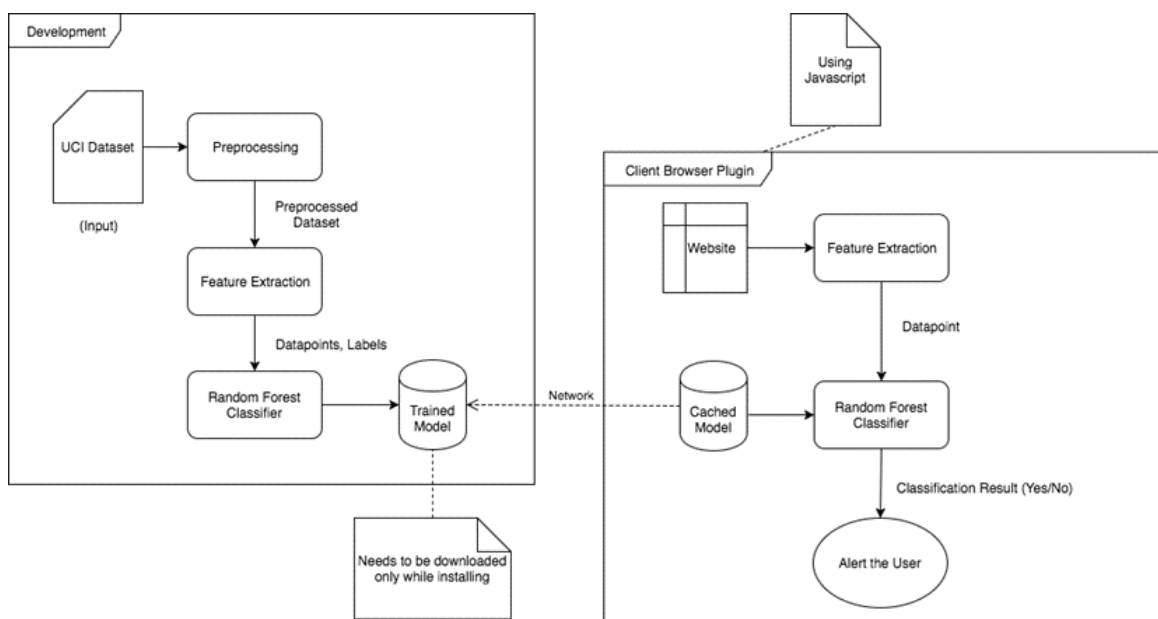 Development
UCI Dataset
(Input)
Preprocessing
Preprocessed
Dataset
Feature Extraction
Datapoints, Labels
Random Forest
Classifier
Trained
Model
Needs to be downloaded
only while installing
Network
Using
Javascript
Client Browser Plugin
Website
Feature Extraction
Datapoint
Cached
Model
Random Forest
Classifier
Classification Result (Yes/No)
Alert the User